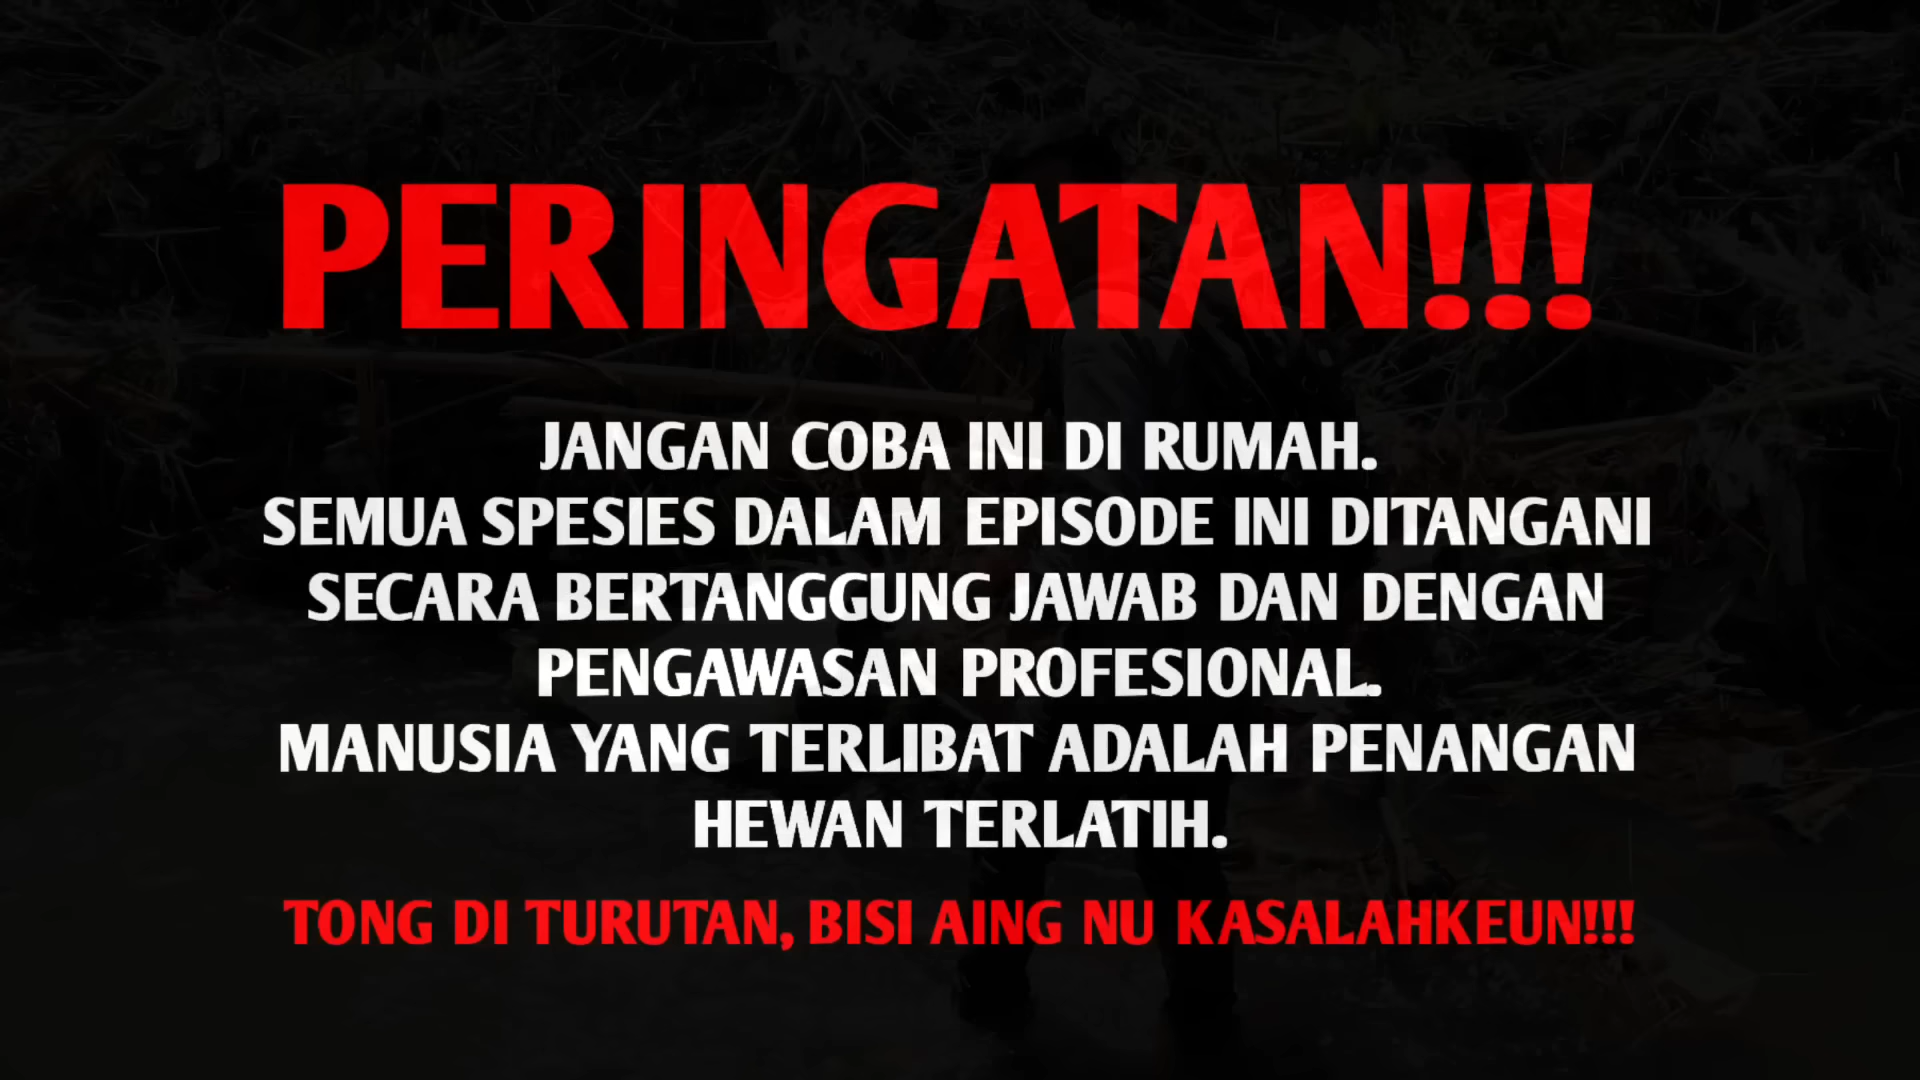 PERINGATAN!!!
JANGAN COBA INI DI RUMAH.
SEMUA SPESIES DALAM EPISODE INI DITANGANI
SECARA BERTANGGUNG JAWAB DAN DENGAN
PENGAWASAN PROFESIONAL.
MANUSIA YANG TERLIBAT ADALAH PENANGAN
HEWAN TERLATIH.
TONG DI TURUTAN, BISI AING NU KASALAHKEUN!!!